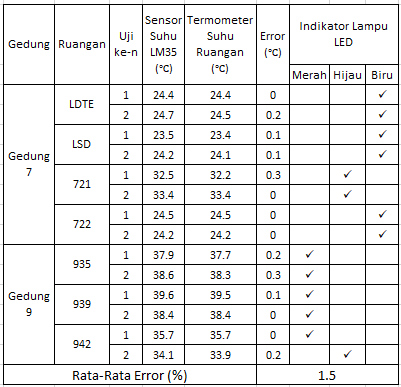 Gedung Ruangan Uji ke-n Sensor Suhu LM35 (°C) Termometer Suhu Ruangan (°C) Error (°C) Indikator Lampu LED
Merah Hijau Biru
Gedung 7 LDTE 1 24.4 24.4 0 ✓
2 24.7 24.5 0.2 ✓
LSD 1 23.5 23.4 0.1 ✓
2 24.2 24.1 0.1 ✓
721 1 32.5 32.2 0.3 ✓
2 33.4 33.4 0 ✓
722 1 24.5 24.5 0 ✓
2 24.2 24.2 0 ✓
Gedung 9 935 1 37.9 37.7 0.2 ✓
2 38.6 38.3 0.3 ✓
939 1 39.6 39.5 0.1 ✓
2 38.4 38.4 0 ✓
942 1 35.7 35.7 0 ✓
2 34.1 33.9 0.2 ✓
Rata-Rata Error (%) 1.5